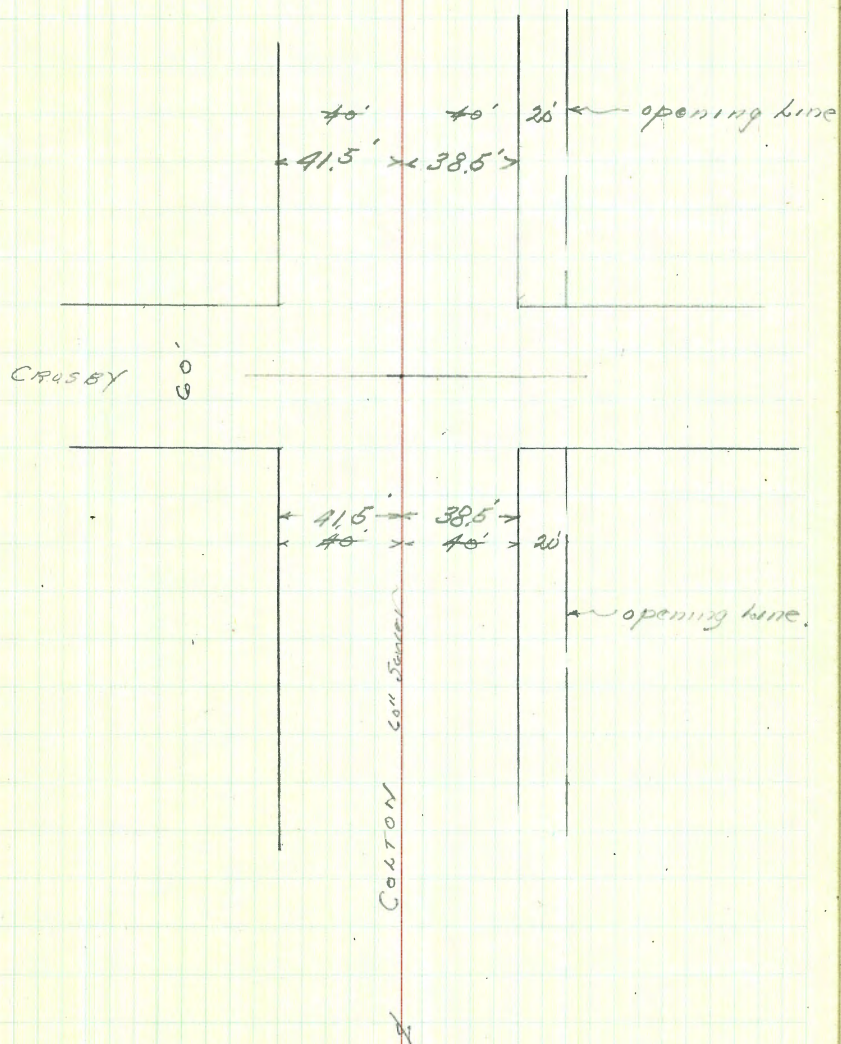 40' 40' 20' opening Line
41.5' 38.5'
CROSBY 60'
41.5' 38.5'
40 40' 20'
opening Line.
COLTON 60" Sewer